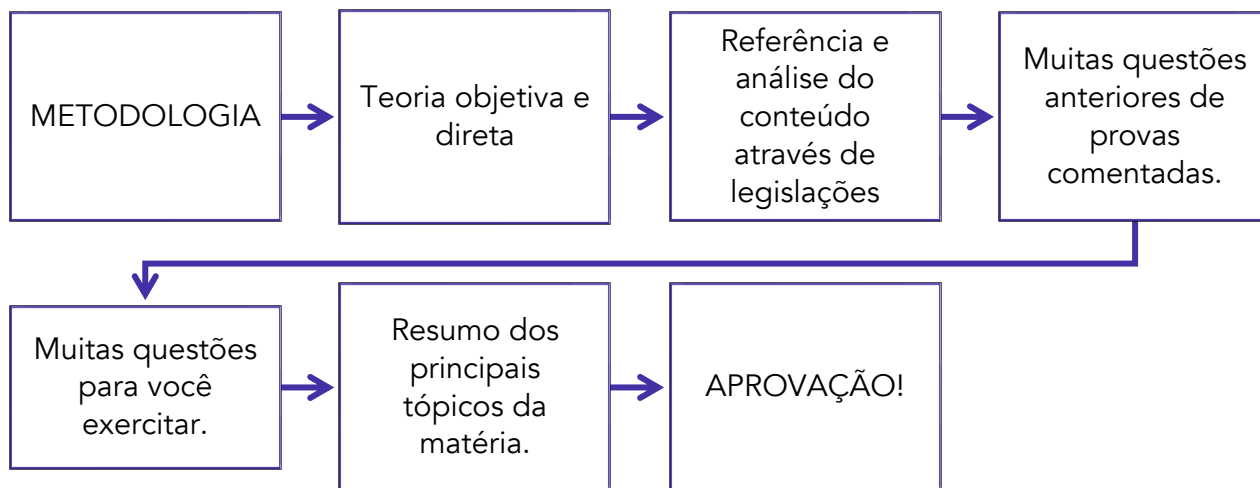 METODOLOGIA
Teoria objetiva e
direta
Referência e
análise do
conteúdo
através de
legislações
Muitas questões
anteriores de
provas
comentadas.
Muitas questões
para você
exercitar.
Resumo dos
principais
tópicos da
matéria.
APROVAÇÃO!